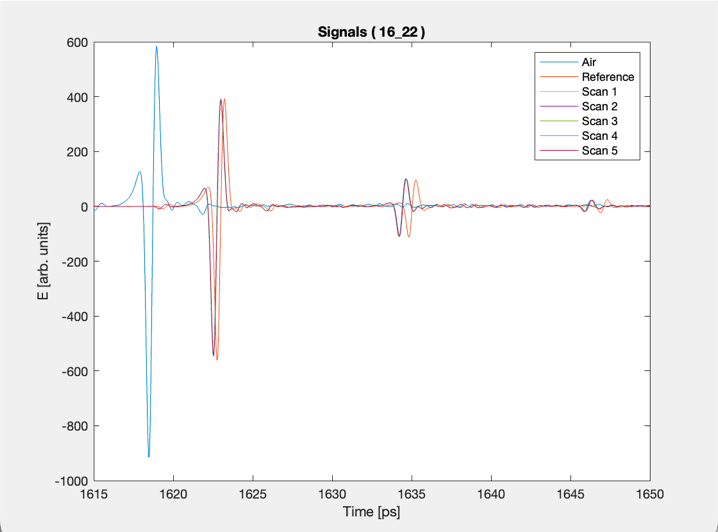 Signals ( 16_22 )
600
400
200
0
-200
-400
-600
-800
-1000
E [arb. units]
Air
Reference
Scan 1
Scan 2
Scan 3
Scan 4
Scan 5
1615
1620
1625
1630
1635
1640
1645
1650
Time [ps]